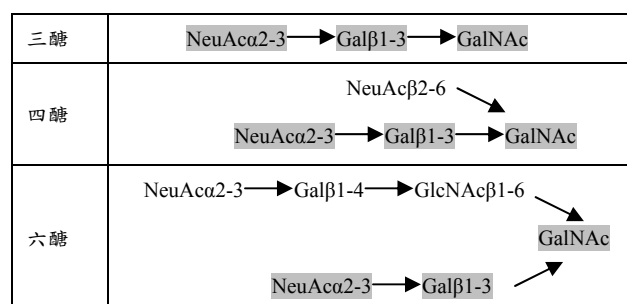 三醣 NeuAcα2-3 Galβ1-3 GalNAc
NeuAcβ2-6
四醣
NeuAcα2-3 Galβ1-3 GalNAc
NeuAcα2-3 Galβ1-4 GlcNAcβ1-6
六醣 GalNAc
NeuAcα2-3 Galβ1-3